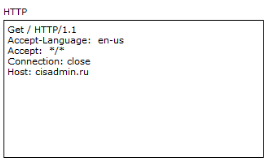 HTTP
Get / HTTP/1.1
Accept-Language: en-us
Accept: */*
Connection: close
Host: cisadmin.ru